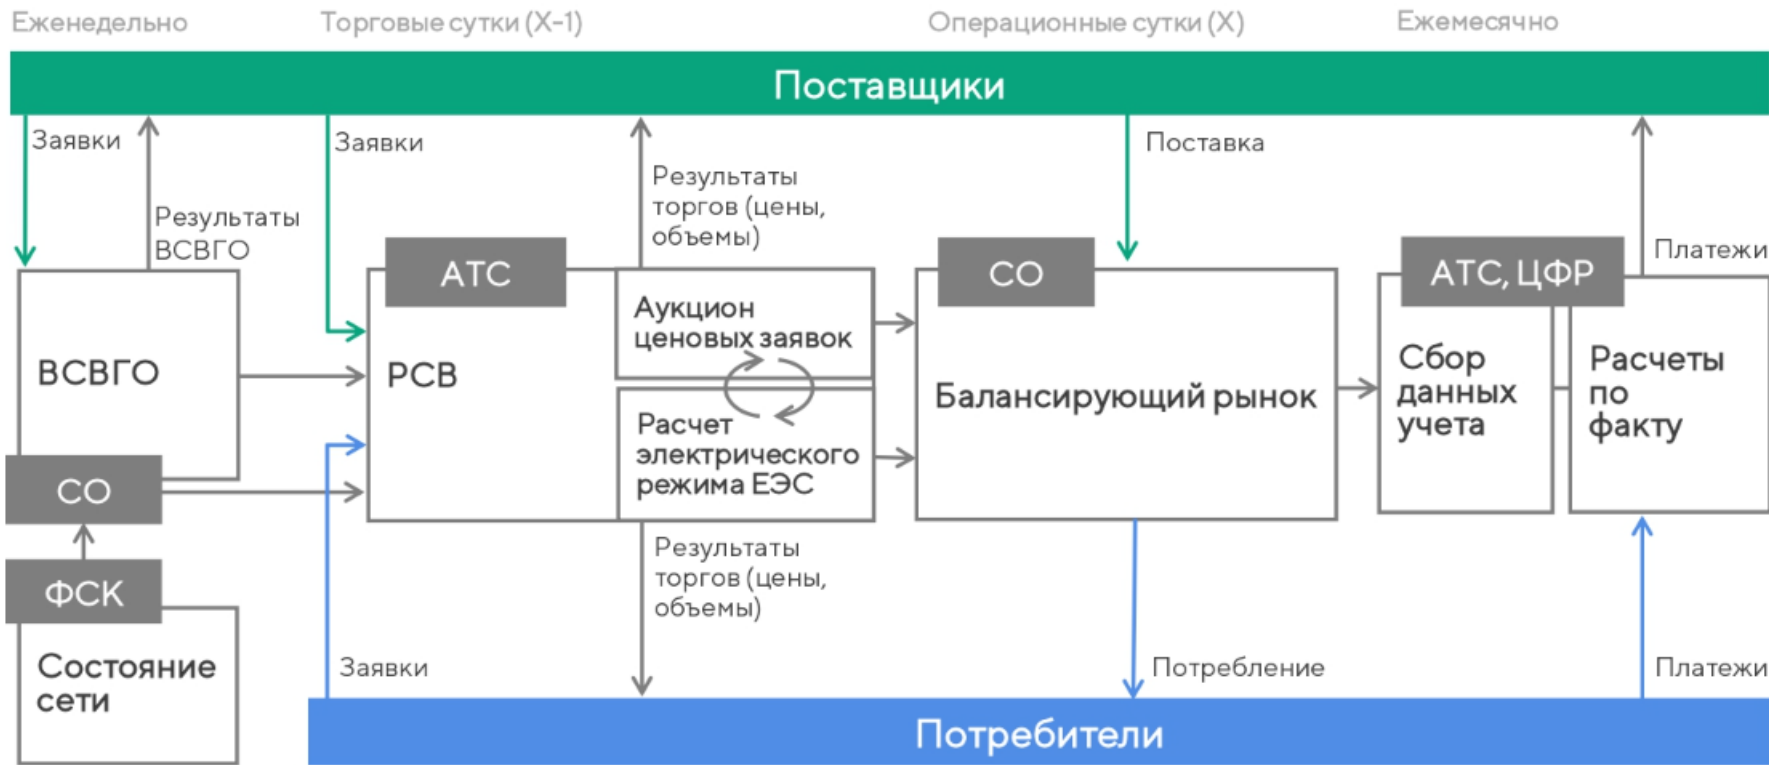 Еженедельно
Торговые сутки (X-1)
Операционные сутки (X)
Ежемесячно
Поставщики
Заявки
Результаты
ВСВГО
Заявки
Результаты
торгов (цены,
объемы)
Поставка
Платежи
ВСВГО
СО
ФСК
Состояние
сети
АТС
РСВ
Аукцион
ценовых заявок
Расчет
электрического
режима ЕЭС
СО
Балансирующий рынок
АТС, ЦФР
Сбор
данных
учета
Расчеты
по
факту
Заявки
Результаты
торгов (цены,
объемы)
Потребление
Платежи
Потребители